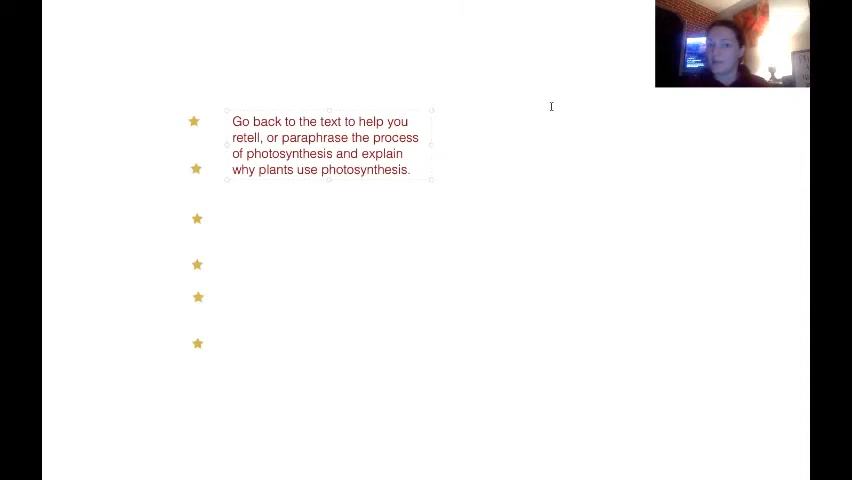 Go back to the text to help you
retell, or paraphrase the process
of photosynthesis and explain
why plants use photosynthesis.